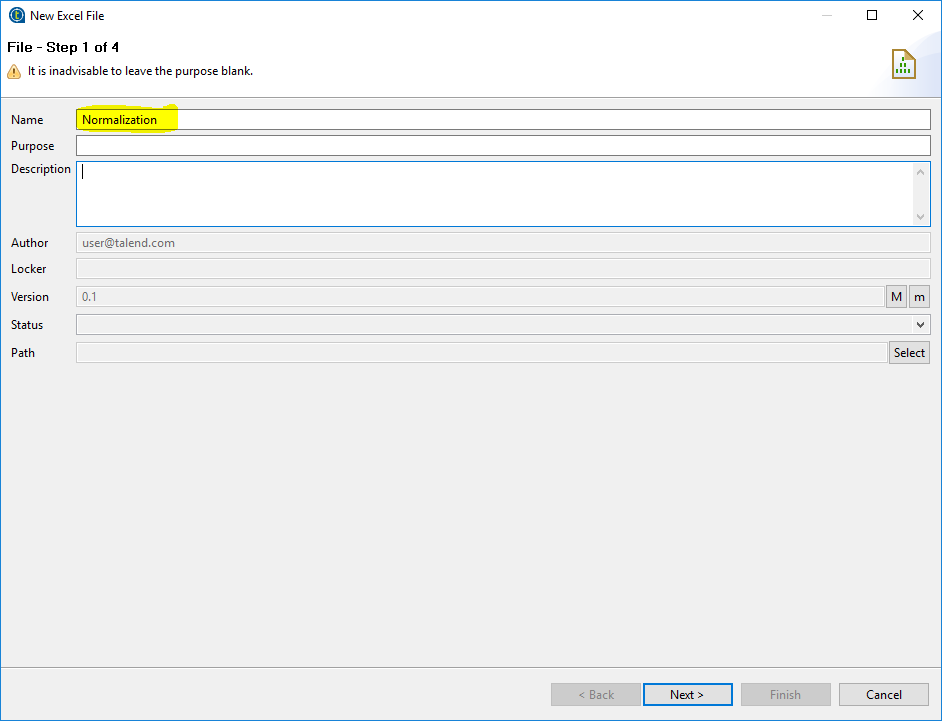 New Excel File
File - Step 1 of 4
It is inadvisable to leave the purpose blank.
Name Normalization
Purpose
Description
Author user@talend.com
Locker
Version 0.1 M m
Status
Path Select
< Back Next > Finish Cancel